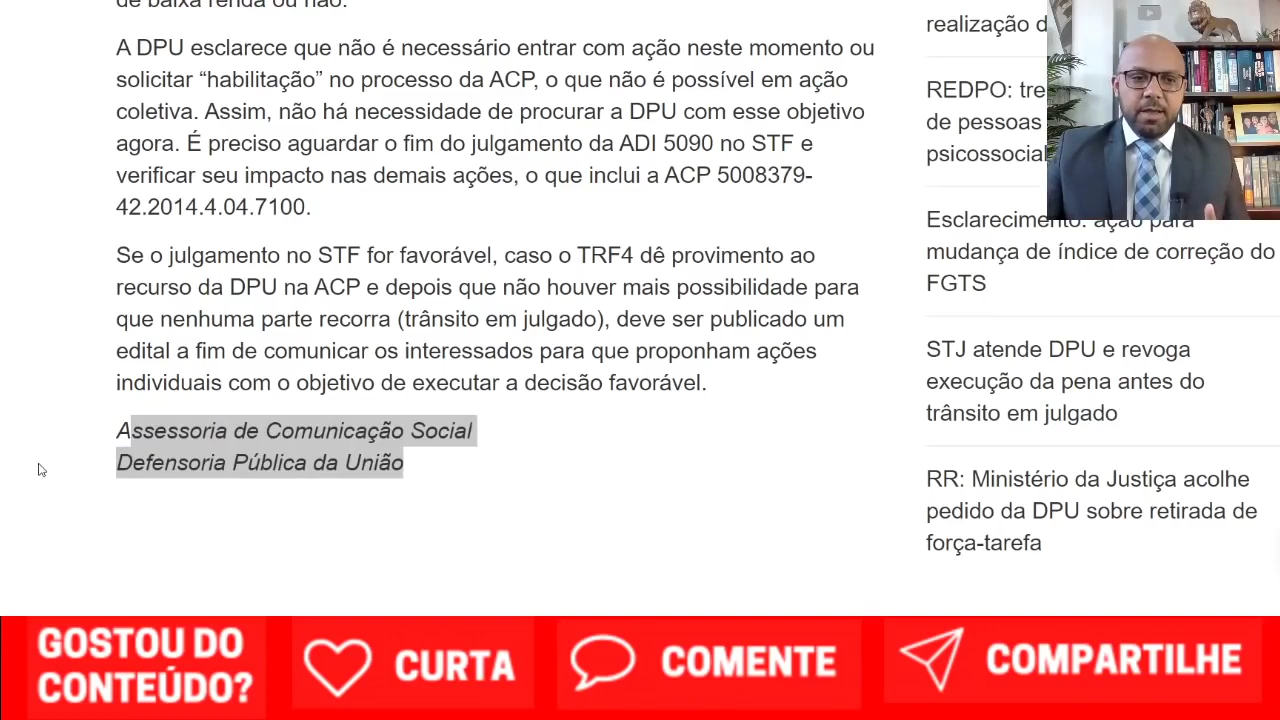 de baixa renda ou não.
A DPU esclarece que não é necessário entrar com ação neste momento ou
solicitar “habilitação” no processo da ACP, o que não é possível em ação
coletiva. Assim, não há necessidade de procurar a DPU com esse objetivo
agora. É preciso aguardar o fim do julgamento da ADI 5090 no STF e
verificar seu impacto nas demais ações, o que inclui a ACP 5008379-
42.2014.4.04.7100.
Se o julgamento no STF for favorável, caso o TRF4 dê provimento ao
recurso da DPU na ACP e depois que não houver mais possibilidade para
que nenhuma parte recorra (trânsito em julgado), deve ser publicado um
edital a fim de comunicar os interessados para que proponham ações
individuais com o objetivo de executar a decisão favorável.
Assessoria de Comunicação Social
Defensoria Pública da União
realização d
REDPO: tre
de pessoas
psicossocial
Esclarecimento: ação para
mudança de índice de correção do
FGTS
STJ atende DPU e revoga
execução da pena antes do
trânsito em julgado
RR: Ministério da Justiça acolhe
pedido da DPU sobre retirada de
força-tarefa
GOSTOU DO
CONTEÚDO?
CURTA
COMENTE
COMPARTILHE